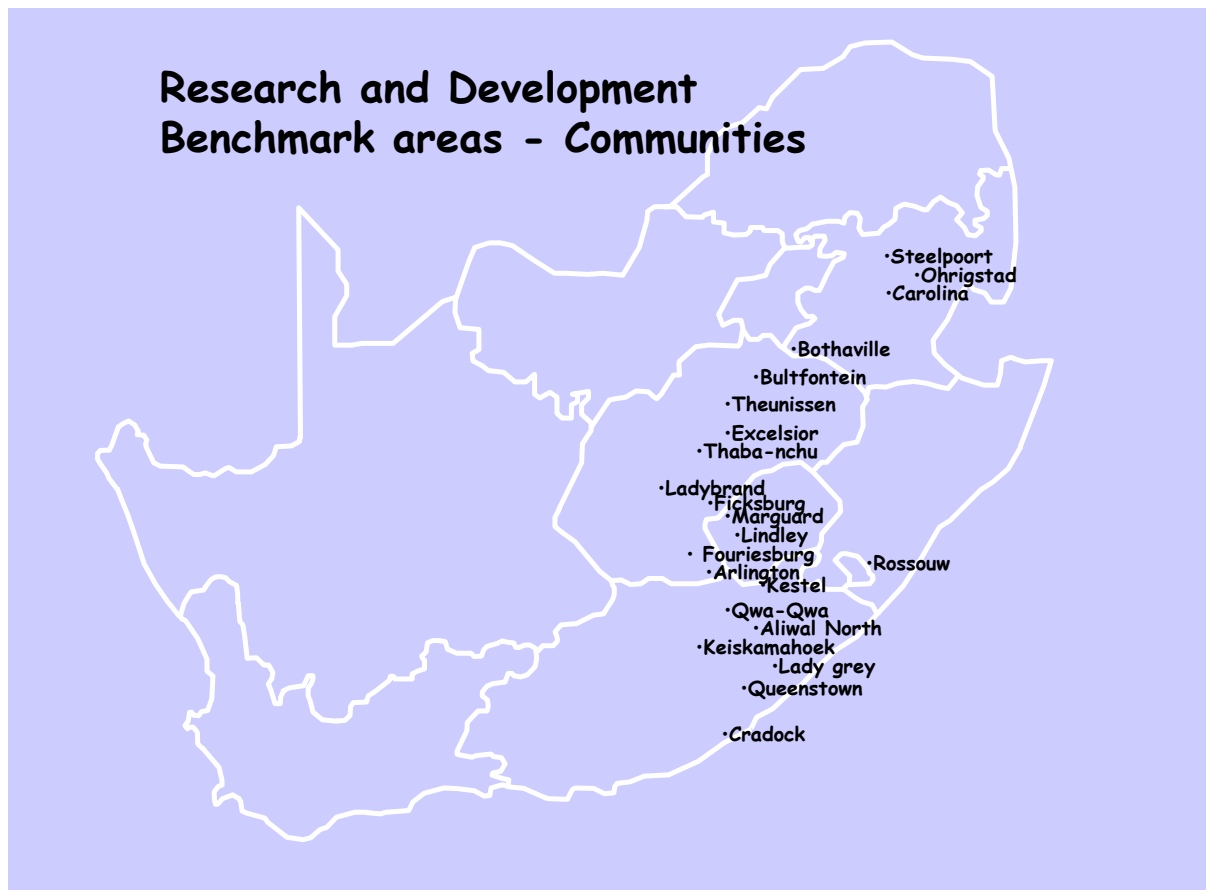 Research and Development
Benchmark areas - Communities
•Steelpoort
•Ohrigstad
•Carolina
•Bothaville
•Bultfontein
•Theunissen
•Excelsior
•Thaba-nchu
•Ladybrand
•Ficksburg
•Marguard
•Lindley
• Fouriesburg
•Rossouw
•Arlington
•Kestel
•Qwa-Qwa
•Aliwal North
•Keiskamahoek
•Lady grey
•Queenstown
•Cradock